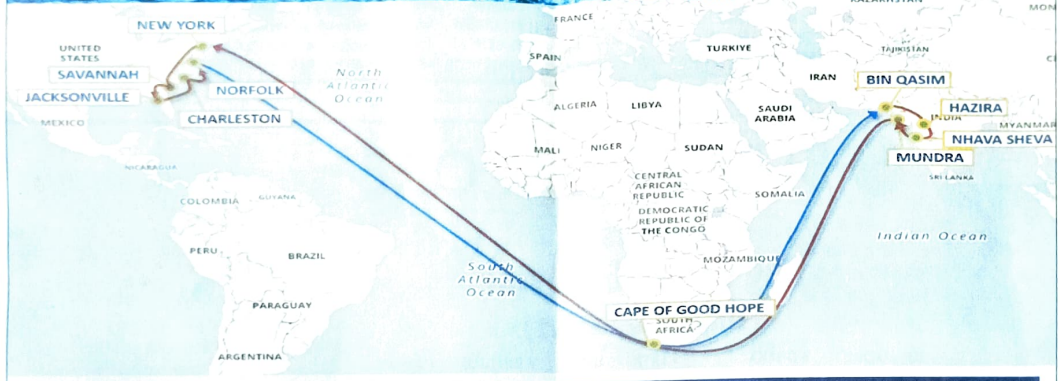 KAZAKHSTAN
MON
FRANCE
NEW YORK
UNITED
STATES
TURKIYE
TAJIKISTAN
SPAIN
SAVANNAH
North
Atlantic
Ocean
IRAN
BIN QASIM
JACKSONVILLE
NORFOLK
ALGERIA
LIBYA
SAUDI
ARABIA
HAZIRA
INDIA
MEXICO
CHARLESTON
MYANMAR
NHAVA SHEVA
MALI
NIGER
SUDAN
MUNDRA
NICARAGUA
SRI LANKA
CENTRAL
AFRICAN
REPUBLIC
COLOMBIA
GUYANA
SOMALIA
DEMOCRATIC
REPUBLIC OF
THE CONGO
Indian Ocean
PERU
BRAZIL
MOZAMBIQUE
South
Atlantic
Ocean
PARAGUAY
CAPE OF GOOD HOPE
SOUTH
AFRICA
ARGENTINA